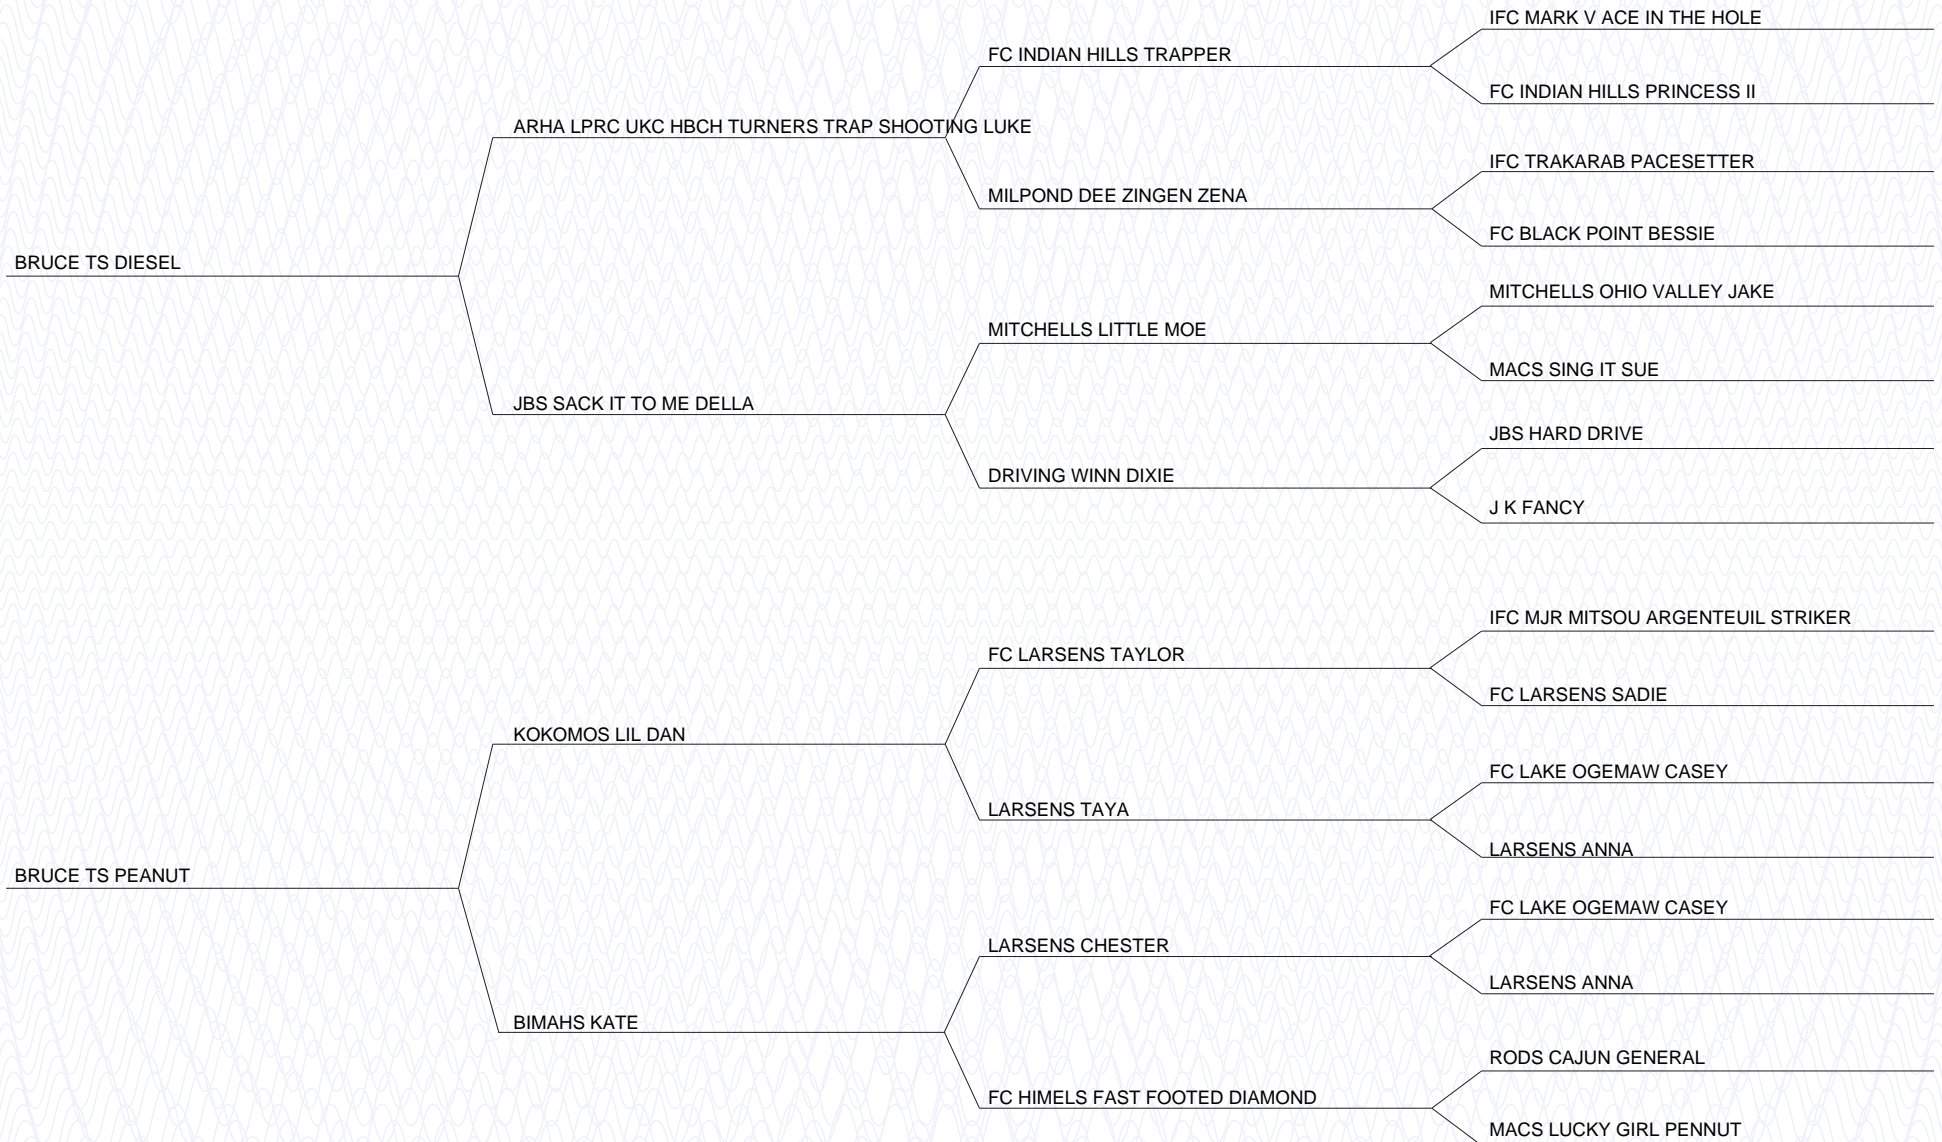 IFC MARK V ACE IN THE HOLE
FC INDIAN HILLS TRAPPER
FC INDIAN HILLS PRINCESS II
ARHA LPRC UKC HBCH TURNERS TRAP SHOOTING LUKE
IFC TRAKARAB PACESETTER
MILPOND DEE ZINGEN ZENA
FC BLACK POINT BESSIE
BRUCE TS DIESEL
MITCHELLS OHIO VALLEY JAKE
MITCHELLS LITTLE MOE
MACS SING IT SUE
JBS SACK IT TO ME DELLA
JBS HARD DRIVE
DRIVING WINN DIXIE
J K FANCY
IFC MJR MITSOU ARGENTEUIL STRIKER
FC LARSENS TAYLOR
FC LARSENS SADIE
KOKOMOS LIL DAN
FC LAKE OGEMAW CASEY
LARSENS TAYA
LARSENS ANNA
BRUCE TS PEANUT
FC LAKE OGEMAW CASEY
LARSENS CHESTER
LARSENS ANNA
BIMAHS KATE
RODS CAJUN GENERAL
FC HIMELS FAST FOOTED DIAMOND
MACS LUCKY GIRL PENNUT